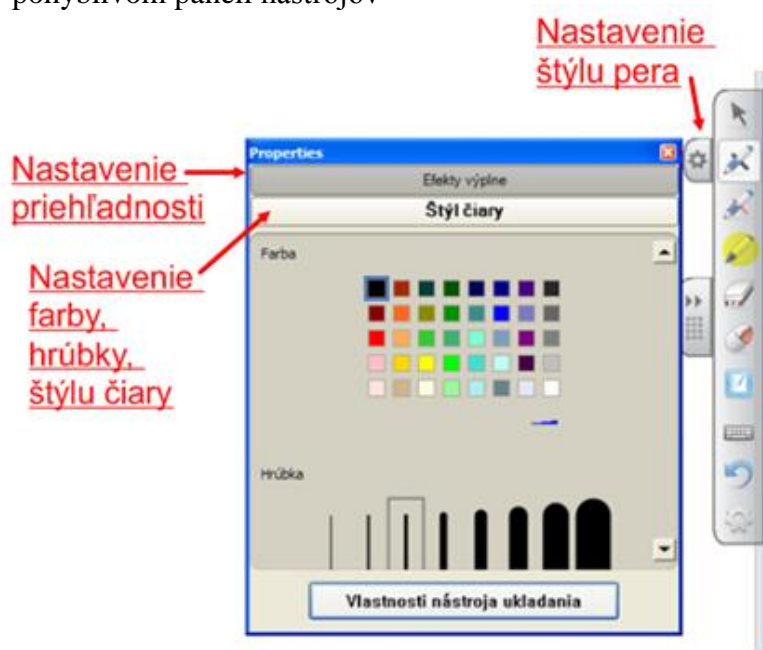 pohyblivom paneli nástrojov
Nastavenie
štýlu pera
Properties
Efekty výplne
Štýl čiary
Nastavenie
priehľadnosti
Nastavenie
farby,
hrúbky,
štýlu čiary
Farba
Hrúbka
Vlastnosti nástroja ukladania